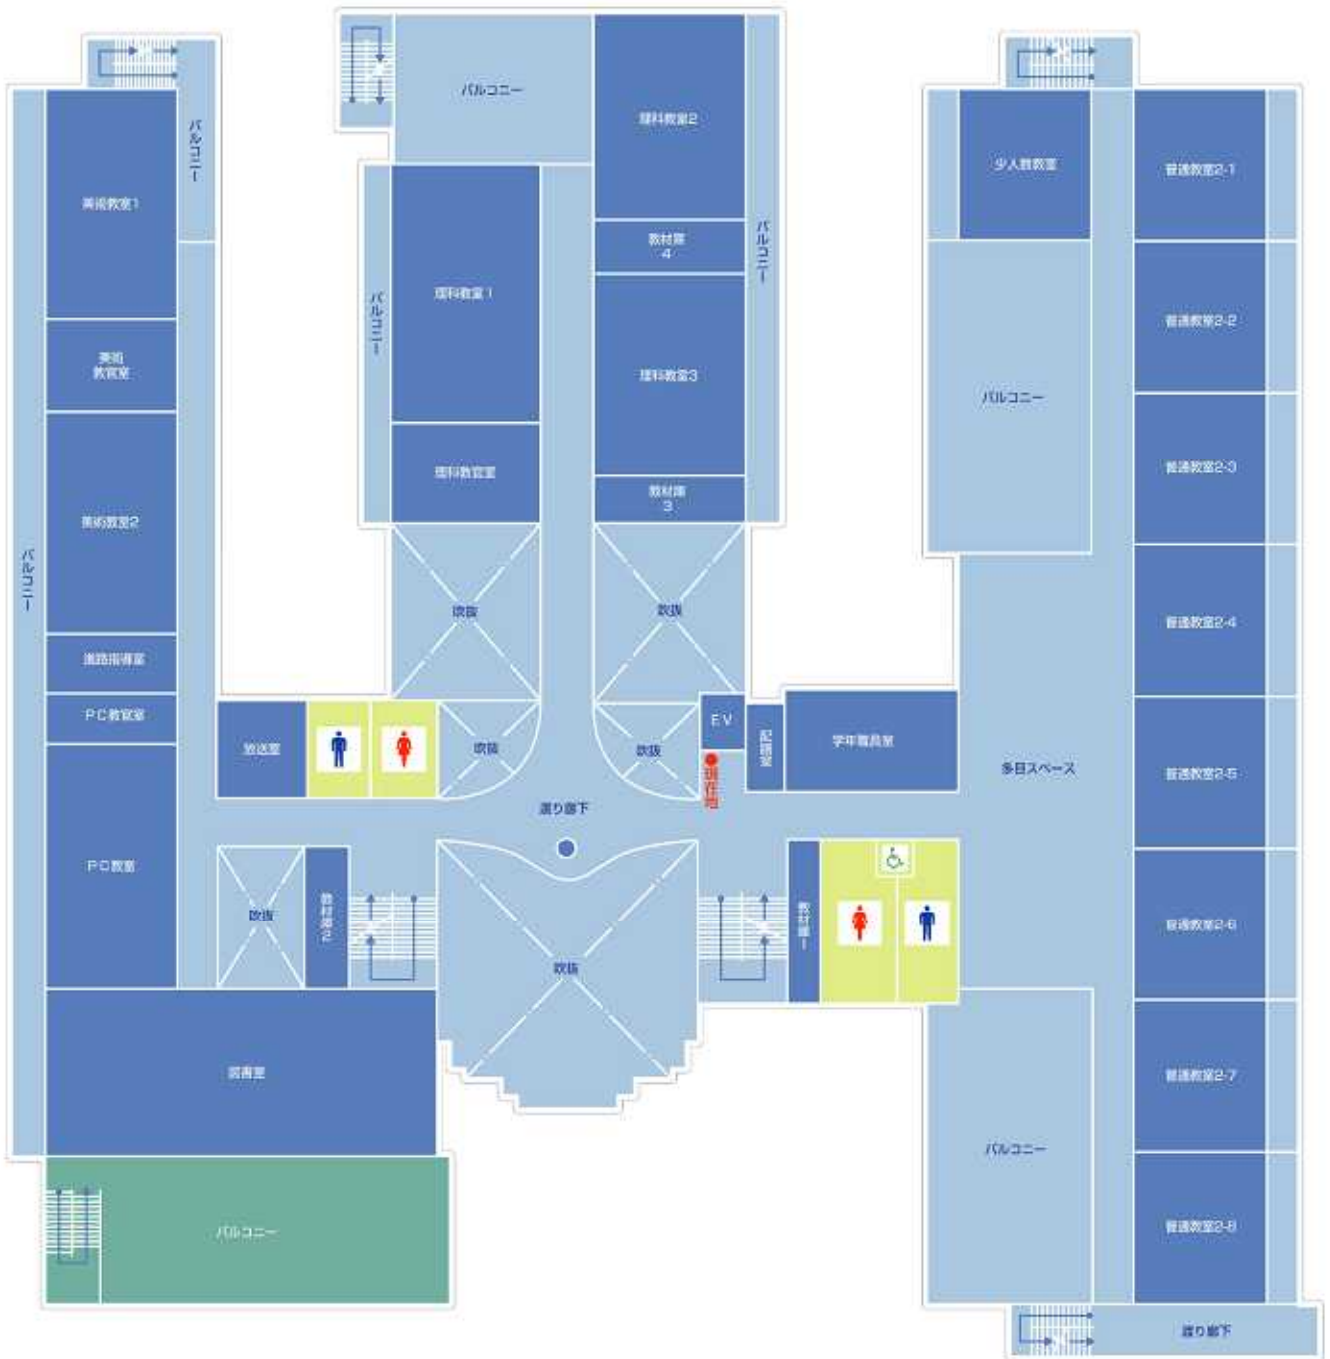 バルコニー
理科教室2
バルコニー
少人数教室
普通教室2-1
美術教室1
教材庫
4
バルコニー
理科教室1
バルコニー
普通教室2-2
美術
教官室
理科教室3
バルコニー
普通教室2-3
理科教官室
教材庫
3
美術教室2
バルコニー
吹抜
吹抜
普通教室2-4
進路指導室
PC教官室
放送室
吹抜
吹抜
EV
現在地
配膳室
学年職員室
多目スペース
普通教室2-5
渡り廊下
PC教室
吹抜
教材庫2
吹抜
教材庫1
普通教室2-6
図書室
普通教室2-7
バルコニー
バルコニー
普通教室2-8
渡り廊下